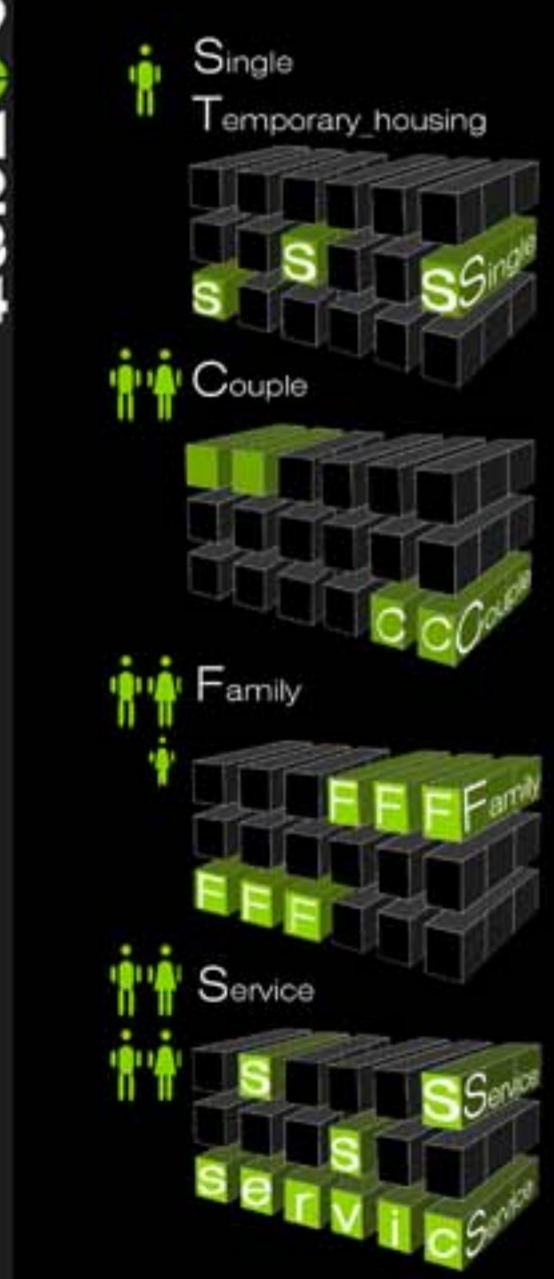 Single
Temporary_housing
S
S
S Single
Couple
C C Couple
Family
F F F Family
F F F
Service
S S Service
S
s e r v i c Service